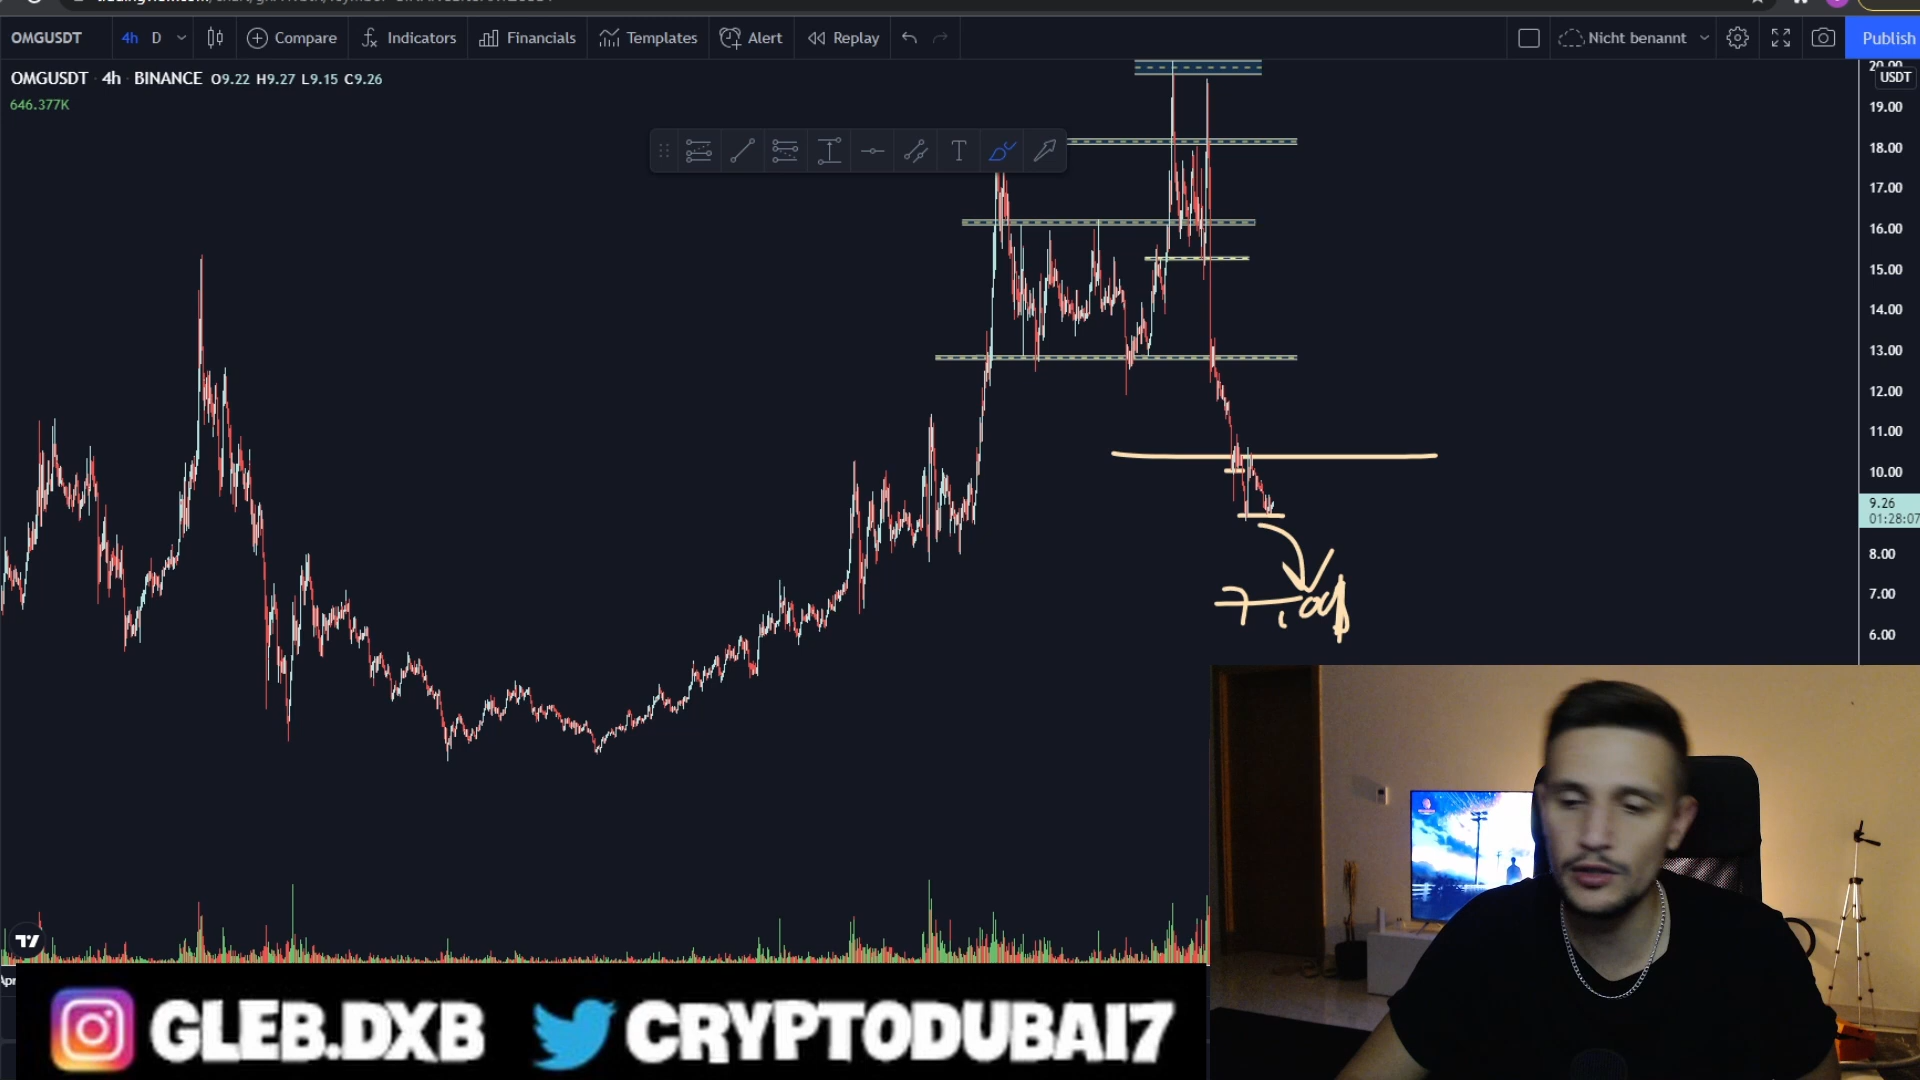 OMGUSDT 4h D Compare Indicators Financials Templates Alert Replay Nicht benannt Publish
OMGUSDT 4h BINANCE O9.22 H9.27 L9.15 C9.26
646.377K
20.00
USDT
19.00
18.00
17.00
16.00
15.00
14.00
13.00
12.00
11.00
10.00
9.26
01:28:07
8.00
7.00
6.00
Apr
GLEB.DXB CRYPTODUBAI7